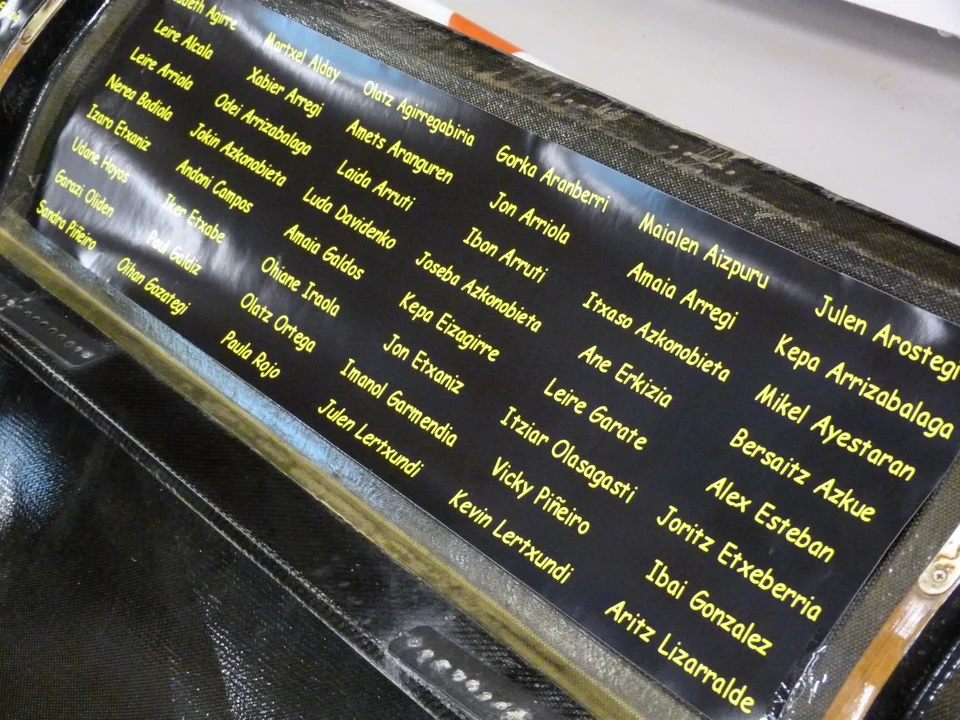 Agirre
Leire Alcala
Leire Arriola
Nerea Badiola
Izaro Etxaniz
Udane Hoyos
Garazi Oliden
Sandra Piñeiro
Martxel Alday
Xabier Arregi
Odei Arrizabalaga
Jokin Azkonobieta
Andoni Campos
Iker Etxabe
Paul Galdiz
Oihan Gozategi
Olatz Agirregabiria
Amets Aranguren
Laida Arruti
Luda Davidenko
Amaia Galdos
Ohiane Iraola
Olatz Ortega
Paula Rojo
Gorka Aranberri
Jon Arriola
Ibon Arruti
Joseba Azkonobieta
Kepa Eizagirre
Jon Etxaniz
Imanol Garmendia
Julen Lertxundi
Maialen Aizpuru
Amaia Arregi
Itxaso Azkonobieta
Ane Erkizia
Leire Garate
Itziar Olasagasti
Vicky Piñeiro
Kevin Lertxundi
Julen Arostegi
Kepa Arrizabalaga
Mikel Ayestaran
Bersaitz Azkue
Alex Esteban
Joritz Etxeberria
Ibai Gonzalez
Aritz Lizarralde